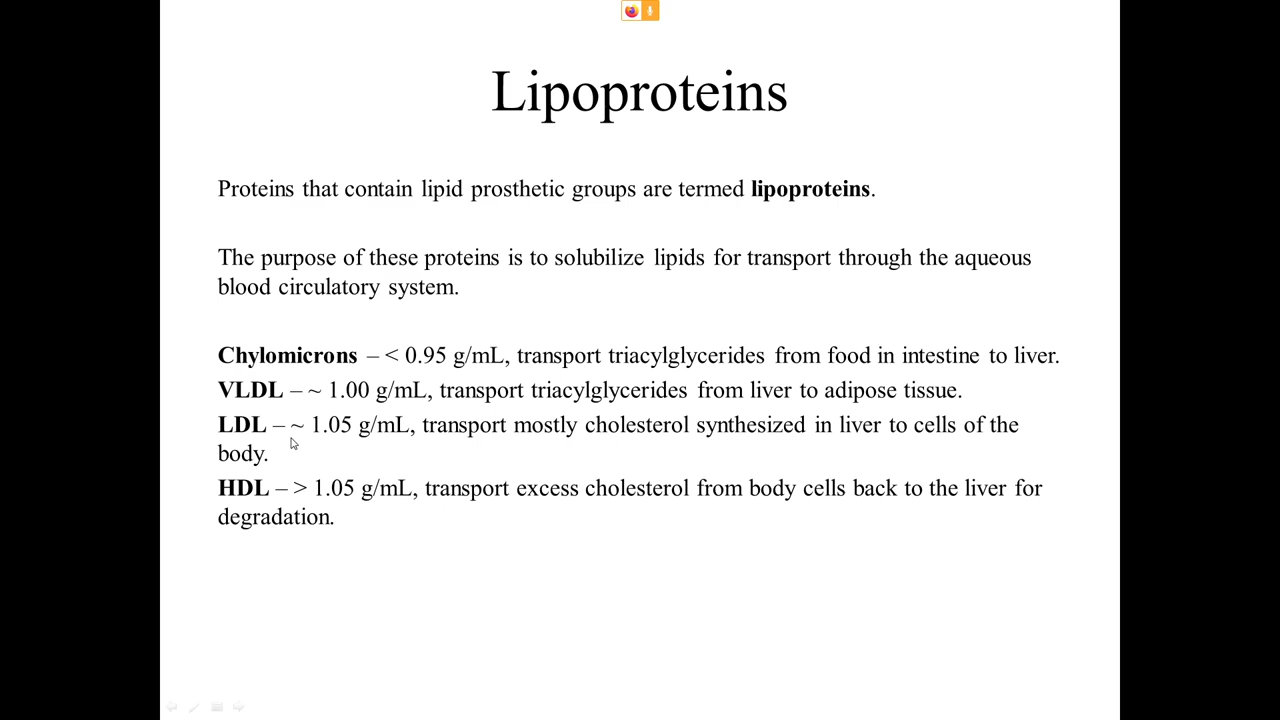 Lipoproteins
Proteins that contain lipid prosthetic groups are termed lipoproteins.
The purpose of these proteins is to solubilize lipids for transport through the aqueous
blood circulatory system.
Chylomicrons – < 0.95 g/mL, transport triacylglycerides from food in intestine to liver.
VLDL – ~ 1.00 g/mL, transport triacylglycerides from liver to adipose tissue.
LDL – ~ 1.05 g/mL, transport mostly cholesterol synthesized in liver to cells of the
body.
HDL – > 1.05 g/mL, transport excess cholesterol from body cells back to the liver for
degradation.